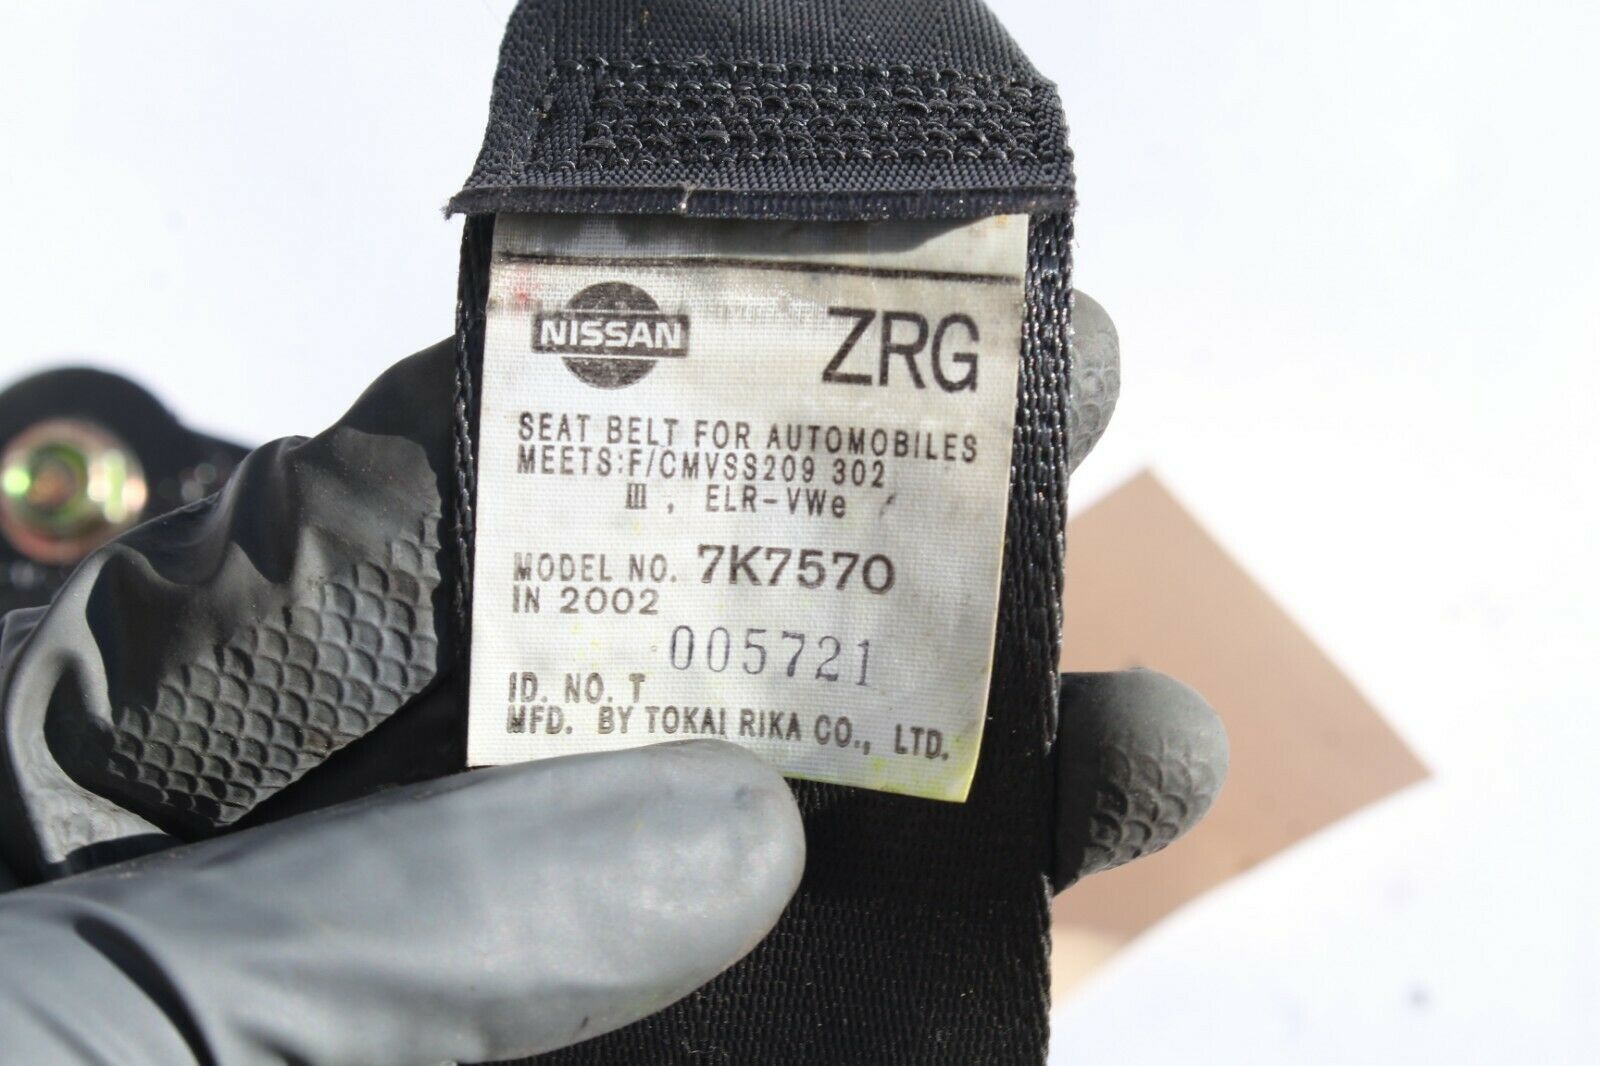 NISSAN ZRG
SEAT BELT FOR AUTOMOBILES
MEETS:F/CMVSS209 302
Ⅲ, ELR-VWe
MODEL NO. 7K7570
IN 2002
005721
ID. NO. T
MFD. BY TOKAI RIKA CO., LTD.